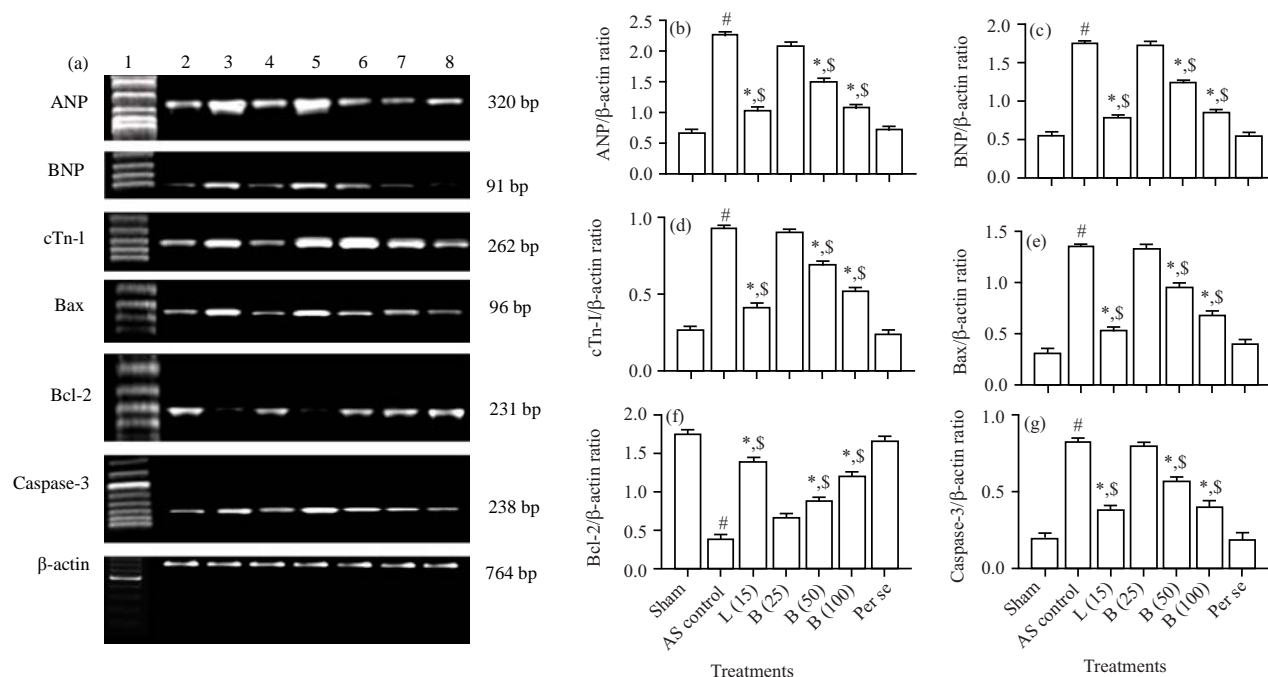 (a)
1 2 3 4 5 6 7 8
ANP
320 bp
BNP
91 bp
cTn-l
262 bp
Bax
96 bp
Bcl-2
231 bp
Caspase-3
238 bp
β-actin
764 bp
(b)
ANP/β-actin ratio
2.5
2.0
1.5
1.0
0.5
0.0
#
*,$
*,$
*,$
(c)
BNP/β-actin ratio
2.0
1.5
1.0
0.5
0.0
#
*,$
*,$
*,$
(d)
cTn-I/β-actin ratio
1.0
0.5
0.0
#
*,$
*,$
*,$
(e)
Bax/β-actin ratio
1.5
1.0
0.5
0.0
#
*,$
*,$
*,$
(f)
Bcl-2/β-actin ratio
2.0
1.5
1.0
0.5
0.0
#
*,$
*,$
*,$
Sham
AS control
L (15)
B (25)
B (50)
B (100)
Per se
Treatments
(g)
Caspase-3/β-actin ratio
1.0
0.5
0.0
#
*,$
*,$
*,$
Sham
AS control
L (15)
B (25)
B (50)
B (100)
Per se
Treatments